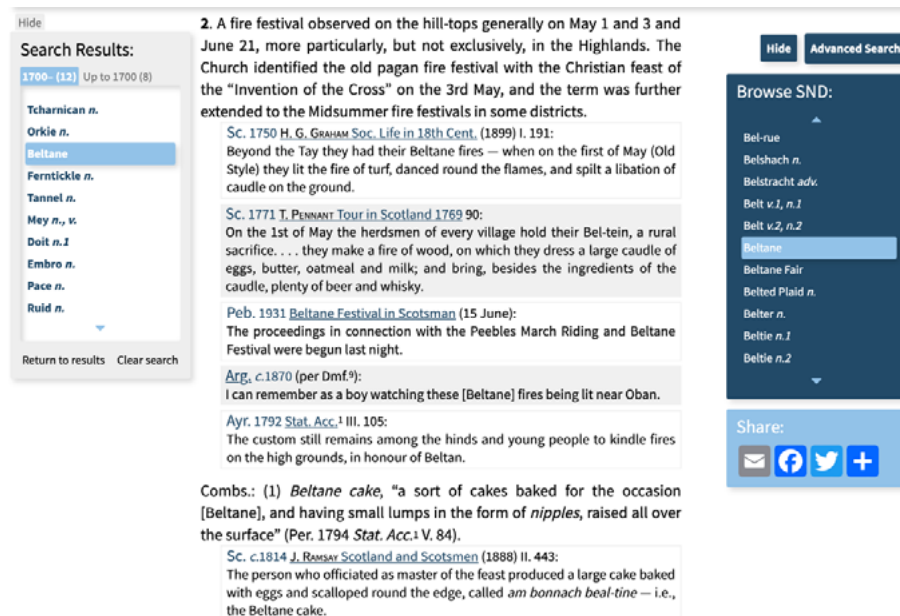 Hide
Search Results:
1700– (12) Up to 1700 (8)
Tcharnican n.
Orkie n.
Beltane
Ferntickle n.
Tannel n.
Mey n., v.
Doit n.1
Embro n.
Pace n.
Ruid n.
Return to results Clear search
2. A fire festival observed on the hill-tops generally on May 1 and 3 and
June 21, more particularly, but not exclusively, in the Highlands. The
Church identified the old pagan fire festival with the Christian feast of
the “Invention of the Cross” on the 3rd May, and the term was further
extended to the Midsummer fire festivals in some districts.
Sc. 1750 H. G. Graham Soc. Life in 18th Cent. (1899) I. 191:
Beyond the Tay they had their Beltane fires — when on the first of May (Old
Style) they lit the fire of turf, danced round the flames, and spilt a libation of
caudle on the ground.
Sc. 1771 T. Pennant Tour in Scotland 1769 90:
On the 1st of May the herdsmen of every village hold their Bel-tein, a rural
sacrifice. . . . they make a fire of wood, on which they dress a large caudle of
eggs, butter, oatmeal and milk; and bring, besides the ingredients of the
caudle, plenty of beer and whisky.
Peb. 1931 Beltane Festival in Scotsman (15 June):
The proceedings in connection with the Peebles March Riding and Beltane
Festival were begun last night.
Arg. c.1870 (per Dmf.9):
I can remember as a boy watching these [Beltane] fires being lit near Oban.
Ayr. 1792 Stat. Acc.1 III. 105:
The custom still remains among the hinds and young people to kindle fires
on the high grounds, in honour of Beltan.
Combs.: (1) Beltane cake, “a sort of cakes baked for the occasion
[Beltane], and having small lumps in the form of nipples, raised all over
the surface” (Per. 1794 Stat. Acc.1 V. 84).
Sc. c.1814 J. Ramsay Scotland and Scotsmen (1888) II. 443:
The person who officiated as master of the feast produced a large cake baked
with eggs and scalloped round the edge, called am bonnach beal-tine — i.e.,
the Beltane cake.
Hide Advanced Search
Browse SND:
Bel-rue
Belshach n.
Belstracht adv.
Belt v.1, n.1
Belt v.2, n.2
Beltane
Beltane Fair
Belted Plaid n.
Belter n.
Beltie n.1
Beltie n.2
Share: